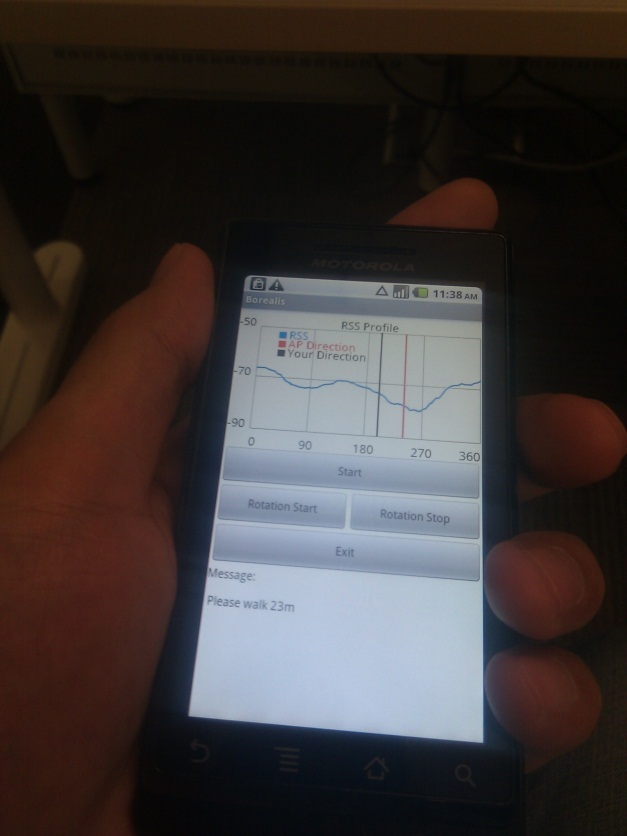 MOTOROLA
11:38 AM
Borealis
RSS Profile
-50
RSS
AP Direction
Your Direction
-70
-90
0 90 180 270 360
Start
Rotation Start Rotation Stop
Exit
Message:
Please walk 23m